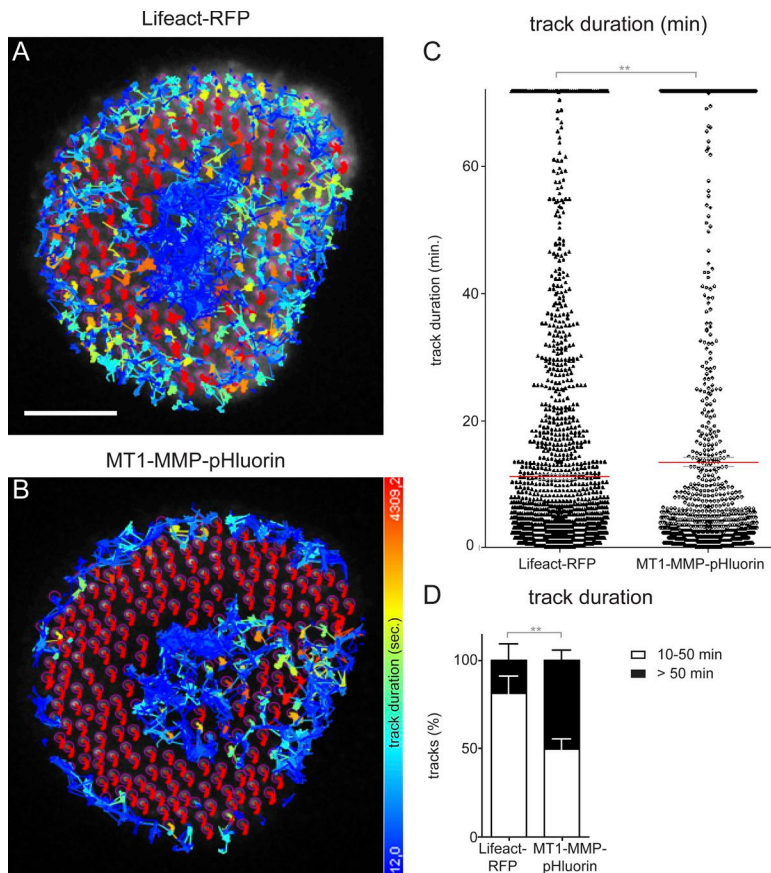 Lifeact-RFP
A
MT1-MMP-pHluorin
B
4309,2
track duration (sec.)
12,0
track duration (min)
C
**
60
40
20
0
track duration (min.)
Lifeact-RFP
MT1-MMP-pHluorin
D
track duration
**
100
50
0
tracks (%)
Lifeact-
RFP
MT1-MMP-
pHluorin
10-50 min
> 50 min